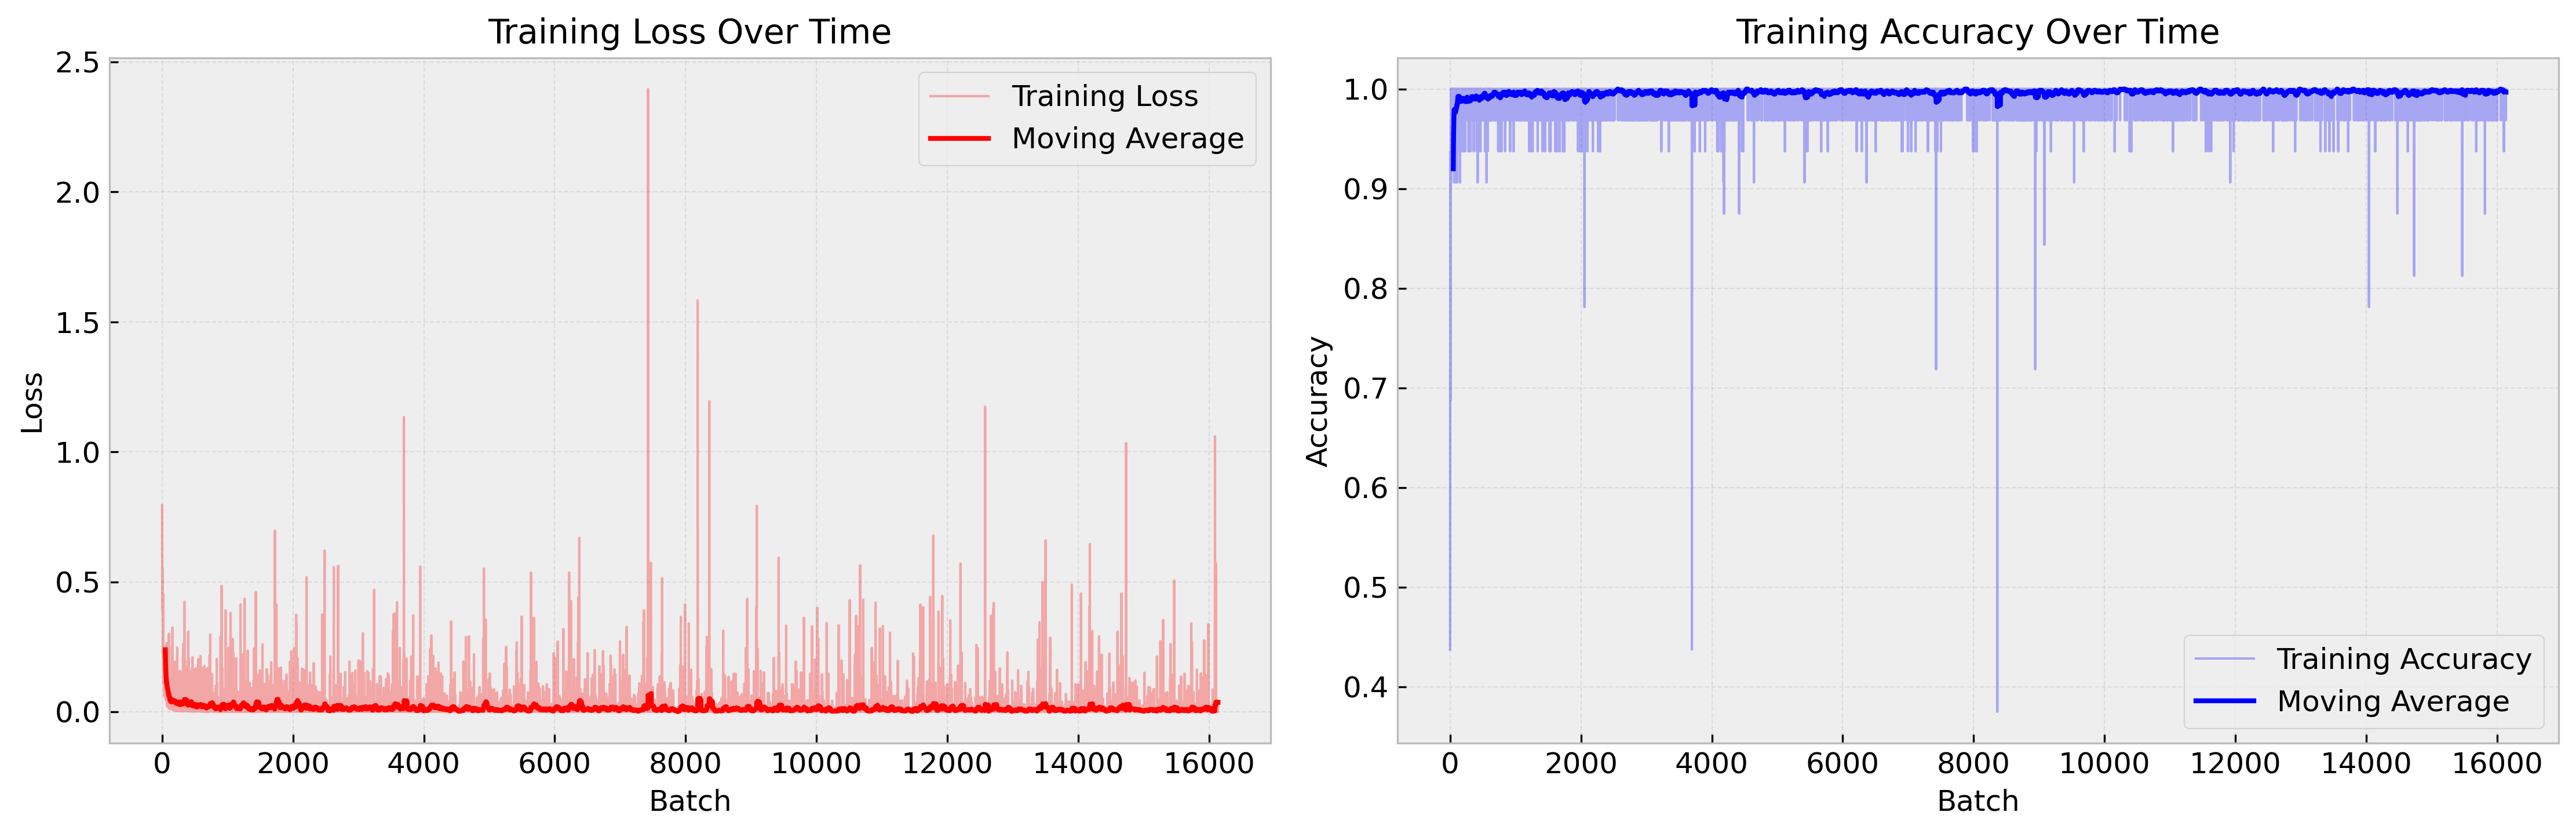 Training Loss Over Time
2.5
2.0
1.5
1.0
0.5
0.0
Loss
Training Loss
Moving Average
0 2000 4000 6000 8000 10000 12000 14000 16000
Batch
Training Accuracy Over Time
1.0
0.9
0.8
0.7
0.6
0.5
0.4
Accuracy
Training Accuracy
Moving Average
0 2000 4000 6000 8000 10000 12000 14000 16000
Batch